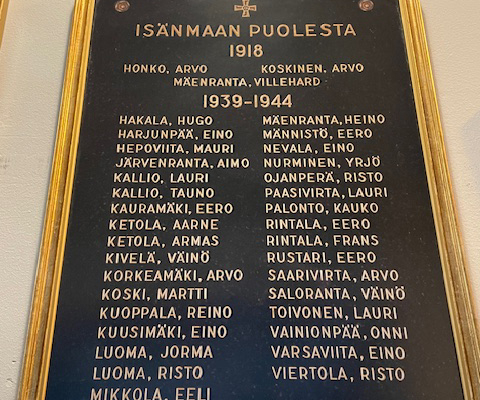 ISÄNMAAN PUOLESTA
1918
HONKO, ARVO KOSKINEN, ARVO
MÄENRANTA, VILLEHARD
1939-1944
HAKALA, HUGO
HARJUNPÄÄ, EINO
HEPOVIITA, MAURI
JÄRVENRANTA, AIMO
KALLIO, LAURI
KALLIO, TAUNO
KAURAMÄKI, EERO
KETOLA, AARNE
KETOLA, ARMAS
KIVELÄ, VÄINÖ
KORKEAMÄKI, ARVO
KOSKI, MARTTI
KUOPPALA, REINO
KUUSIMÄKI, EINO
LUOMA, JORMA
LUOMA, RISTO
MIKKOLA, EELI
MÄENRANTA, HEINO
MÄNNISTÖ, EERO
NEVALA, EINO
NURMINEN, YRJÖ
OJANPERÄ, RISTO
PAASIVIRTA, LAURI
PALONTO, KAUKO
RINTALA, EERO
RINTALA, FRANS
RUSTARI, EERO
SAARIVIRTA, ARVO
SALORANTA, VÄINÖ
TOIVONEN, LAURI
VAINIONPÄÄ, ONNI
VARSAVIITA, EINO
VIERTOLA, RISTO